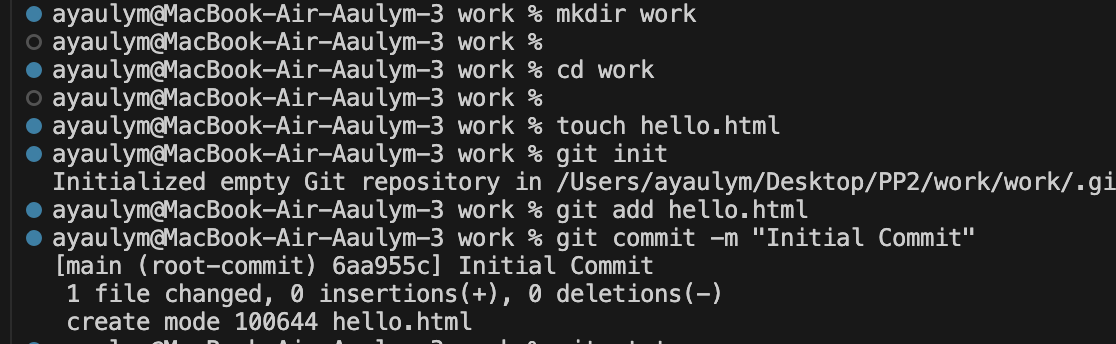 ayaulym@MacBook-Air-Aaulym-3 work % mkdir work
ayaulym@MacBook-Air-Aaulym-3 work %
ayaulym@MacBook-Air-Aaulym-3 work % cd work
ayaulym@MacBook-Air-Aaulym-3 work %
ayaulym@MacBook-Air-Aaulym-3 work % touch hello.html
ayaulym@MacBook-Air-Aaulym-3 work % git init
Initialized empty Git repository in /Users/ayaulym/Desktop/PP2/work/work/.gi
ayaulym@MacBook-Air-Aaulym-3 work % git add hello.html
ayaulym@MacBook-Air-Aaulym-3 work % git commit -m "Initial Commit"
[main (root-commit) 6aa955c] Initial Commit
1 file changed, 0 insertions(+), 0 deletions(-)
create mode 100644 hello.html